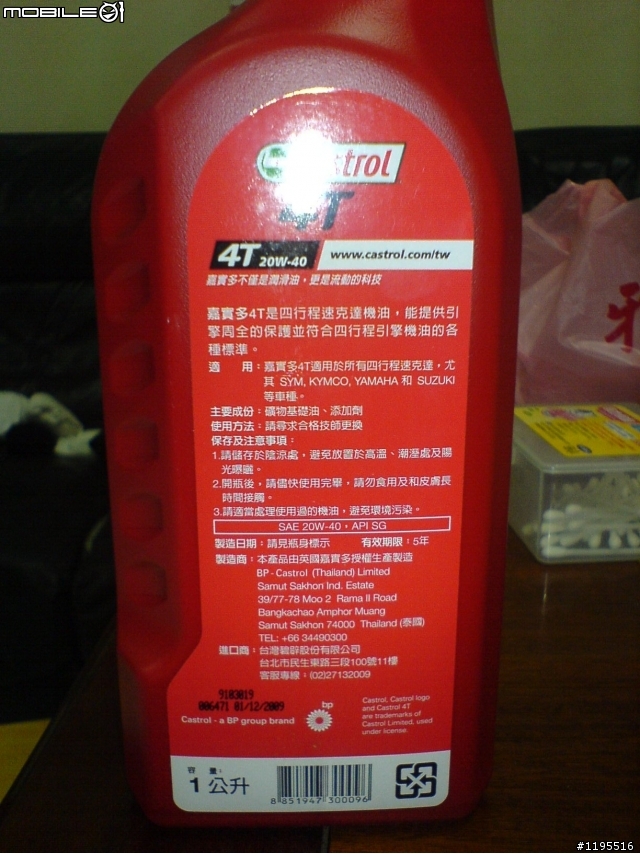 MOBILE01
Castrol
4T
4T 20W-40
www.castrol.com/tw
嘉實多不僅是潤滑油，更是流動的科技
嘉實多4T是四行程速克達機油，能提供引
擎周全的保護並符合四行程引擎機油的各
種標準。
適 用：嘉實多4T適用於所有四行程速克達，尤
其 SYM, KYMCO, YAMAHA 和 SUZUKI
等車種。
主要成份：礦物基礎油、添加劑
使用方法：請尋求合格技師更換
保存及注意事項：
1.請儲存於陰涼處，避免放置於高溫、潮溼處及陽
光曝曬。
2.開瓶後，請儘快使用完畢，請勿食用及和皮膚長
時間接觸。
3.請適當處理使用過的機油，避免環境污染。
SAE 20W-40，API SG
製造日期：請見瓶身標示 有效期限：5年
製造商：本產品由英國嘉實多授權生產製造
BP - Castrol (Thailand) Limited
Samut Sakhon Ind. Estate
39/77-78 Moo 2 Rama II Road
Bangkachao Amphor Muang
Samut Sakhon 74000 Thailand (泰國)
TEL: +66 34490300
進口商：台灣碧辟股份有限公司
台北市民生東路三段100號11樓
客服專線：(02)27132009
9103019
006471 01/12/2009
Castrol - a BP group brand
bp
Castrol, Castrol logo
and Castrol 4T
are trademarks of
Castrol Limited, used
under license.
容 量：
1 公升
8 851947 300096
#1195516